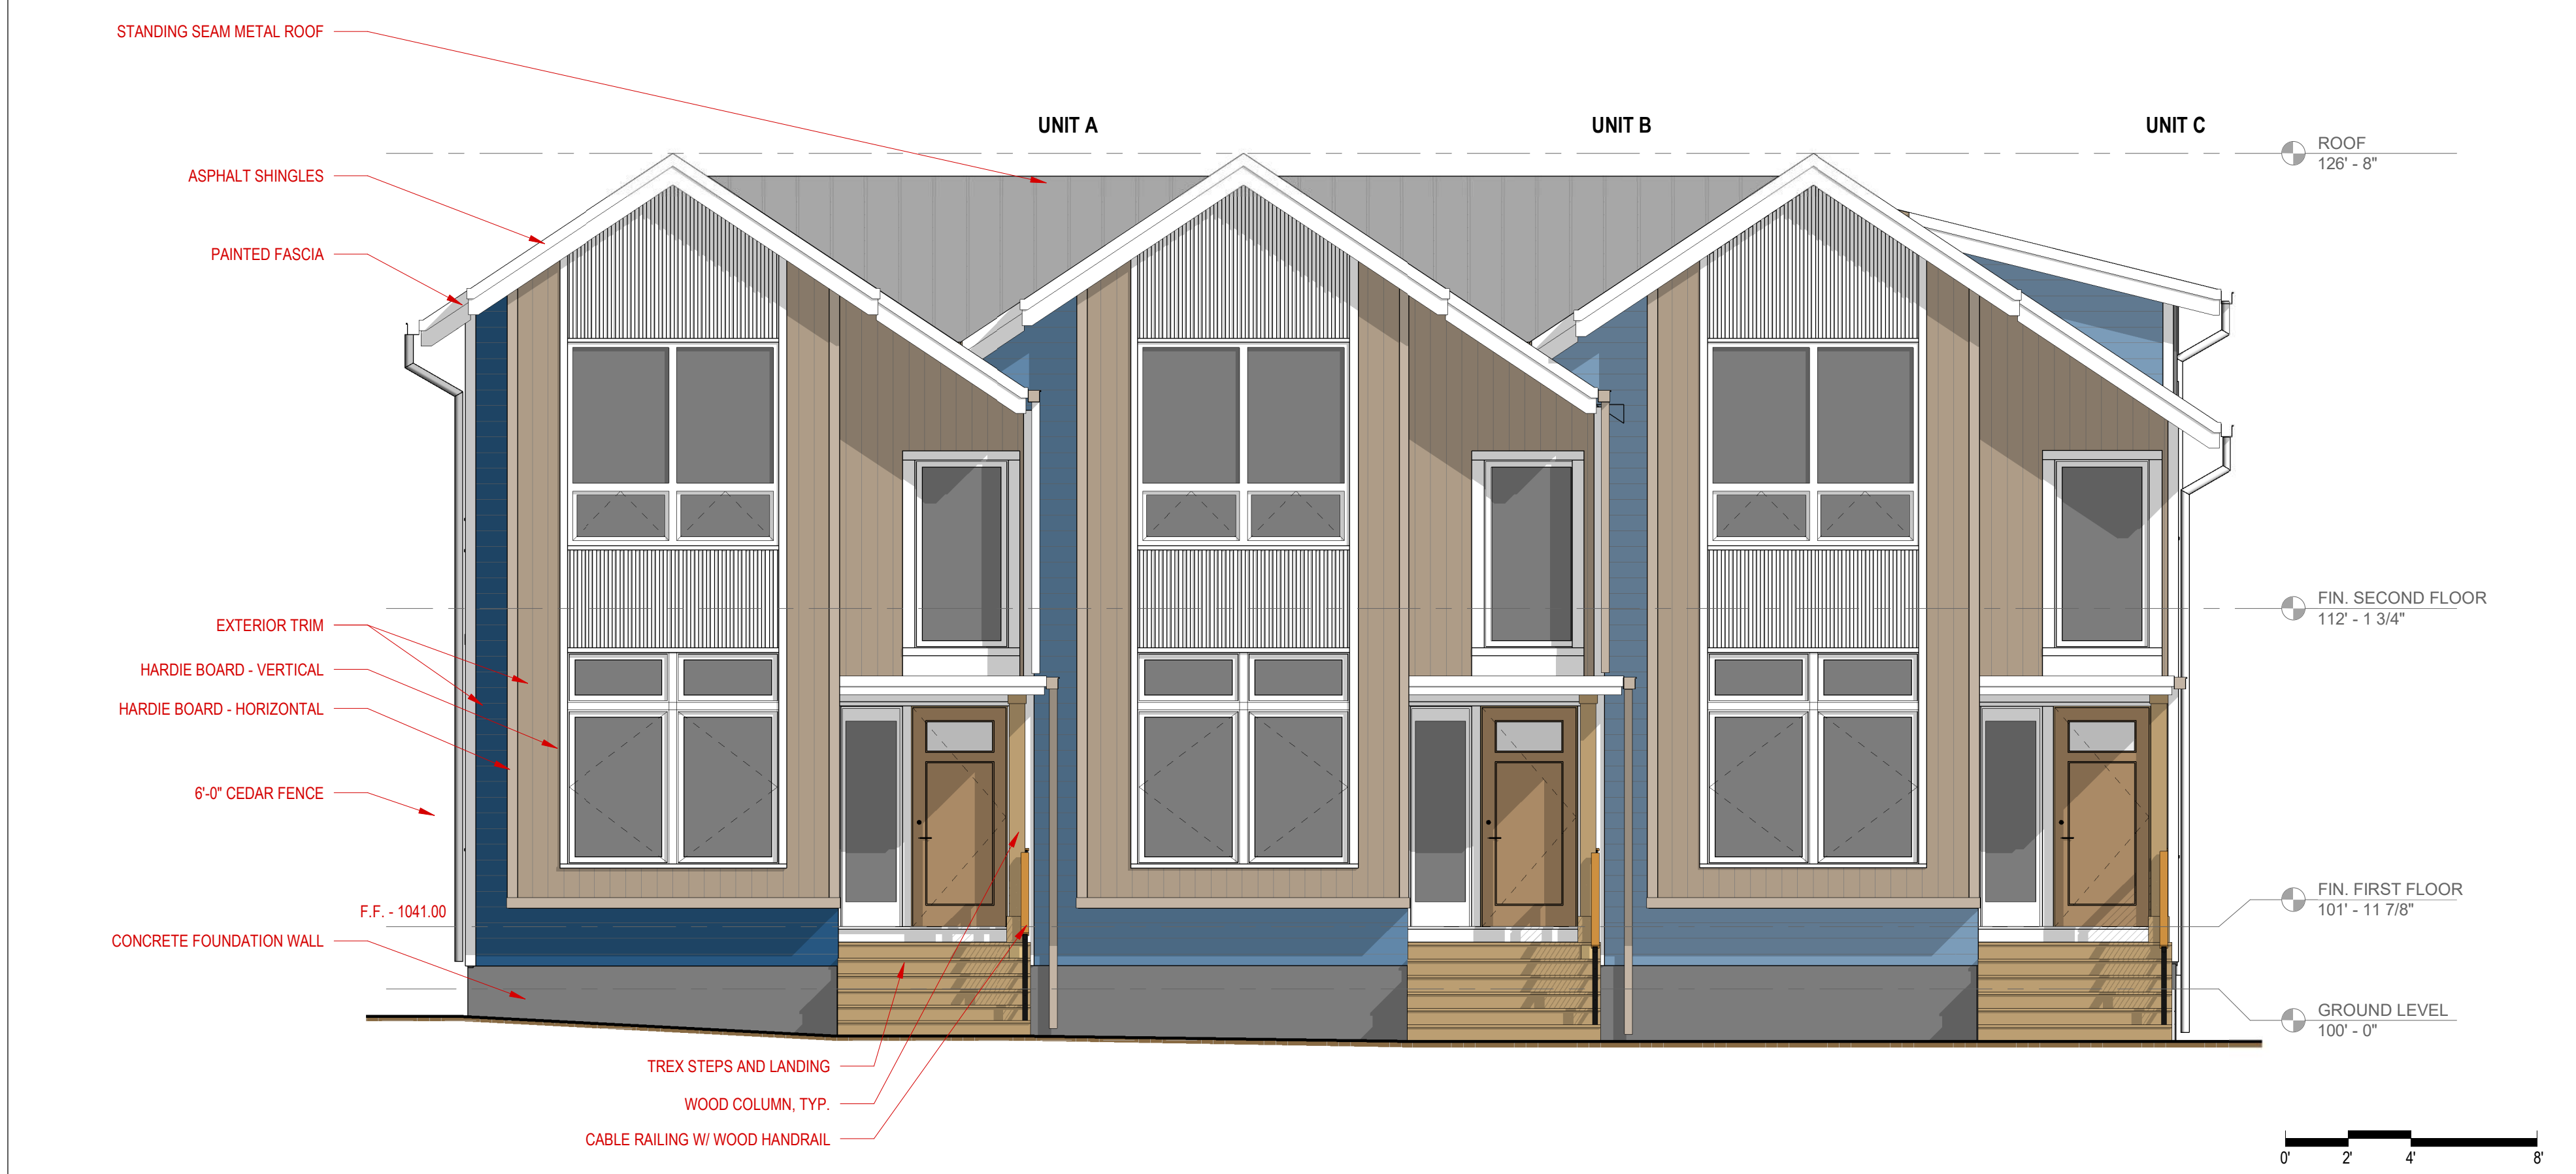 STANDING SEAM METAL ROOF
UNIT A
UNIT B
UNIT C
ROOF
126' - 8"
ASPHALT SHINGLES
PAINTED FASCIA
EXTERIOR TRIM
FIN. SECOND FLOOR
112' - 1 3/4"
HARDIE BOARD - VERTICAL
HARDIE BOARD - HORIZONTAL
6'-0" CEDAR FENCE
F.F. - 1041.00
FIN. FIRST FLOOR
101' - 11 7/8"
CONCRETE FOUNDATION WALL
GROUND LEVEL
100' - 0"
TREX STEPS AND LANDING
WOOD COLUMN, TYP.
CABLE RAILING W/ WOOD HANDRAIL
0' 2' 4' 8'